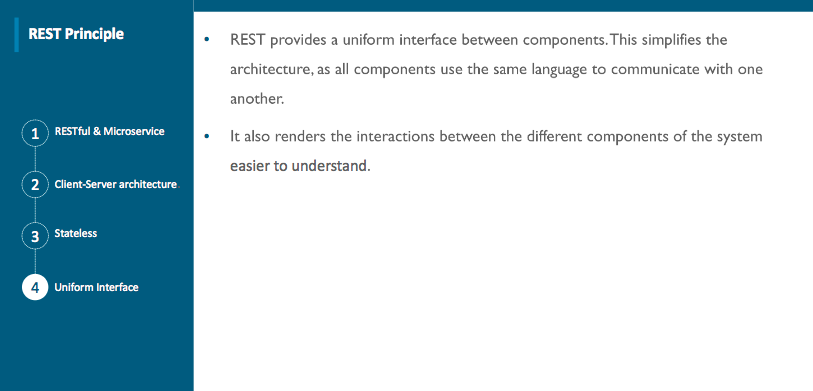 REST Principle
1 RESTful & Microservice
2 Client-Server architecture
3 Stateless
4 Uniform Interface
• REST provides a uniform interface between components. This simplifies the
architecture, as all components use the same language to communicate with one
another.
• It also renders the interactions between the different components of the system
easier to understand.